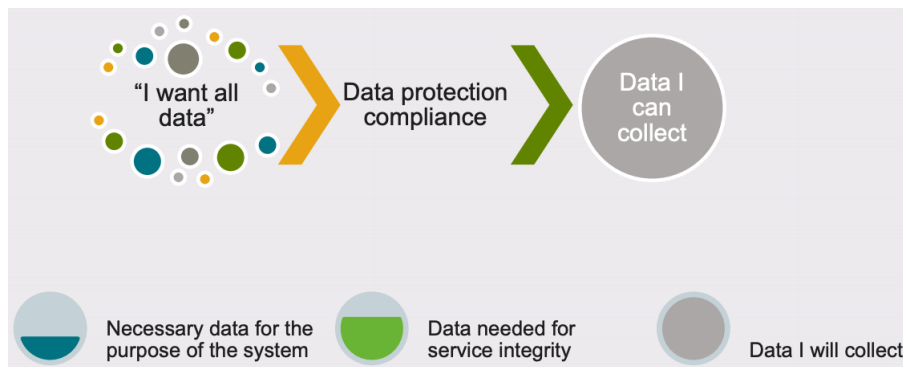 “I want all
data”
Data protection
compliance
Data I
can
collect
Necessary data for the
purpose of the system
Data needed for
service integrity
Data I will collect